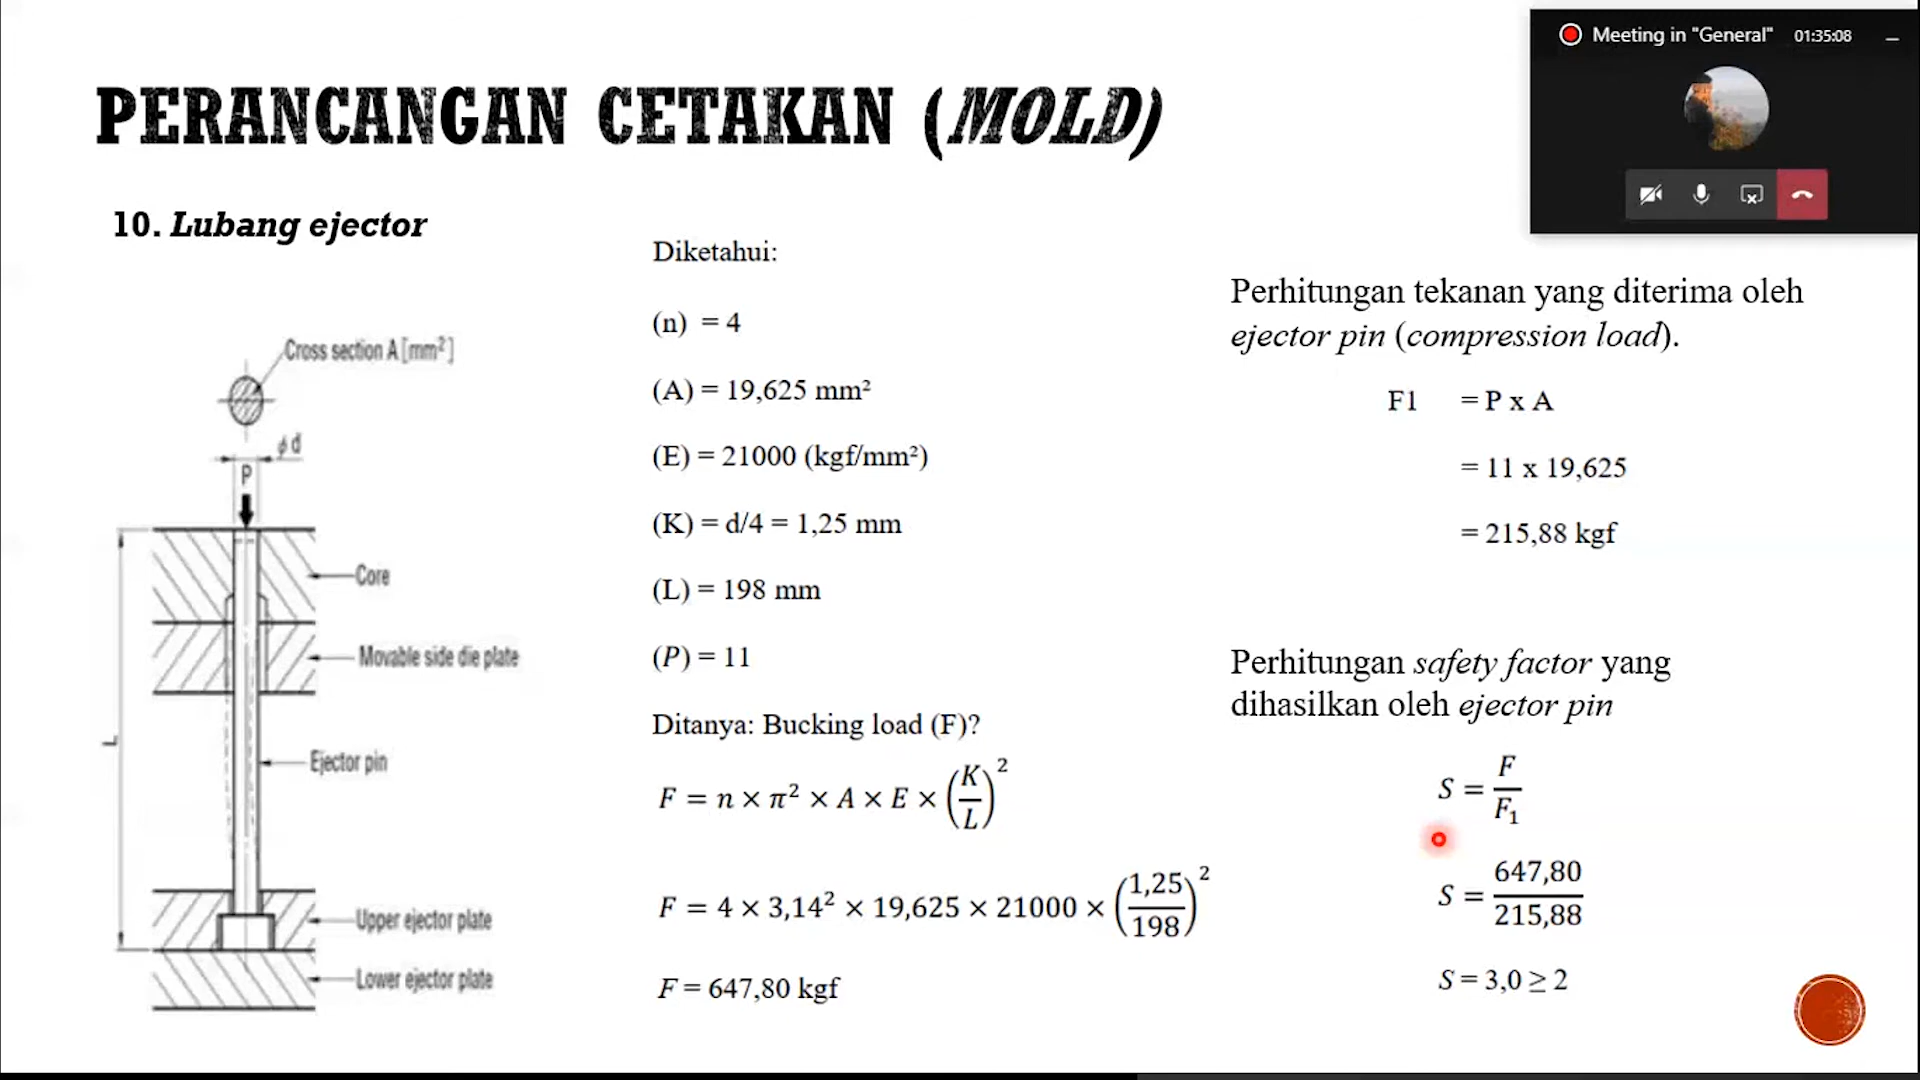 Meeting in "General" 01:35:08
PERANCANGAN CETAKAN (MOLD)
10. Lubang ejector
Cross section A [mm²]
ϕd
P
L
Core
Movable side die plate
Ejector pin
Upper ejector plate
Lower ejector plate
Diketahui:
(n) = 4
(A) = 19,625 mm²
(E) = 21000 (kgf/mm²)
(K) = d/4 = 1,25 mm
(L) = 198 mm
(P) = 11
Ditanya: Bucking load (F)?
F = n × π² × A × E × (K/L)²
F = 4 × 3,14² × 19,625 × 21000 × (1,25/198)²
F = 647,80 kgf
Perhitungan tekanan yang diterima oleh
ejector pin (compression load).
F1 = P x A
= 11 x 19,625
= 215,88 kgf
Perhitungan safety factor yang
dihasilkan oleh ejector pin
S = F/F₁
S = 647,80/215,88
S = 3,0 ≥ 2